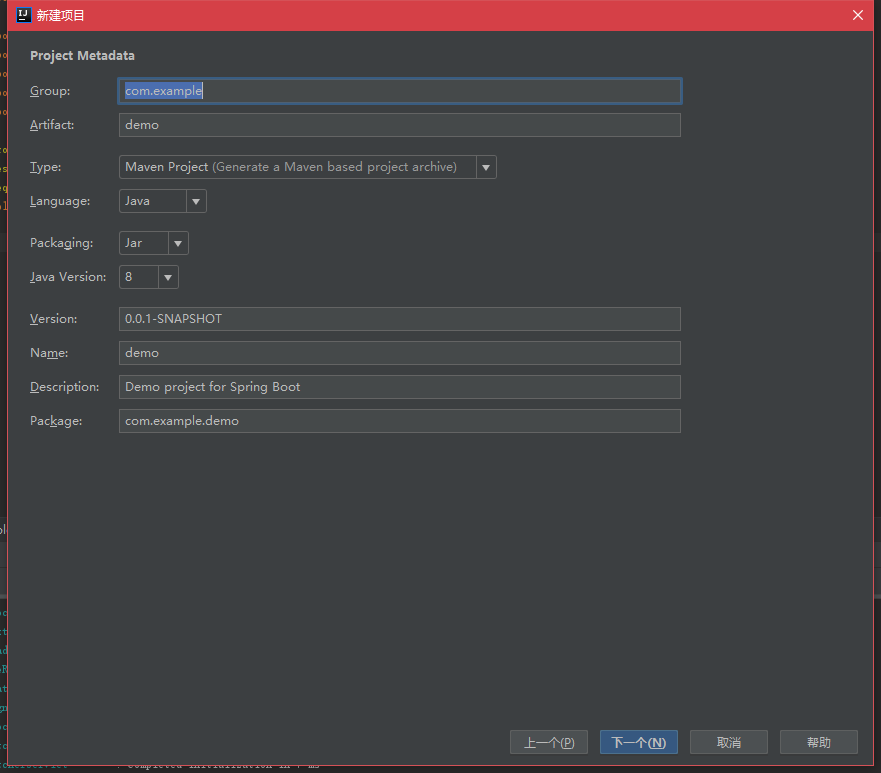 新建项目
Project Metadata
Group: com.example
Artifact: demo
Type: Maven Project (Generate a Maven based project archive)
Language: Java
Packaging: Jar
Java Version: 8
Version: 0.0.1-SNAPSHOT
Name: demo
Description: Demo project for Spring Boot
Package: com.example.demo
上一个(P) 下一个(N) 取消 帮助